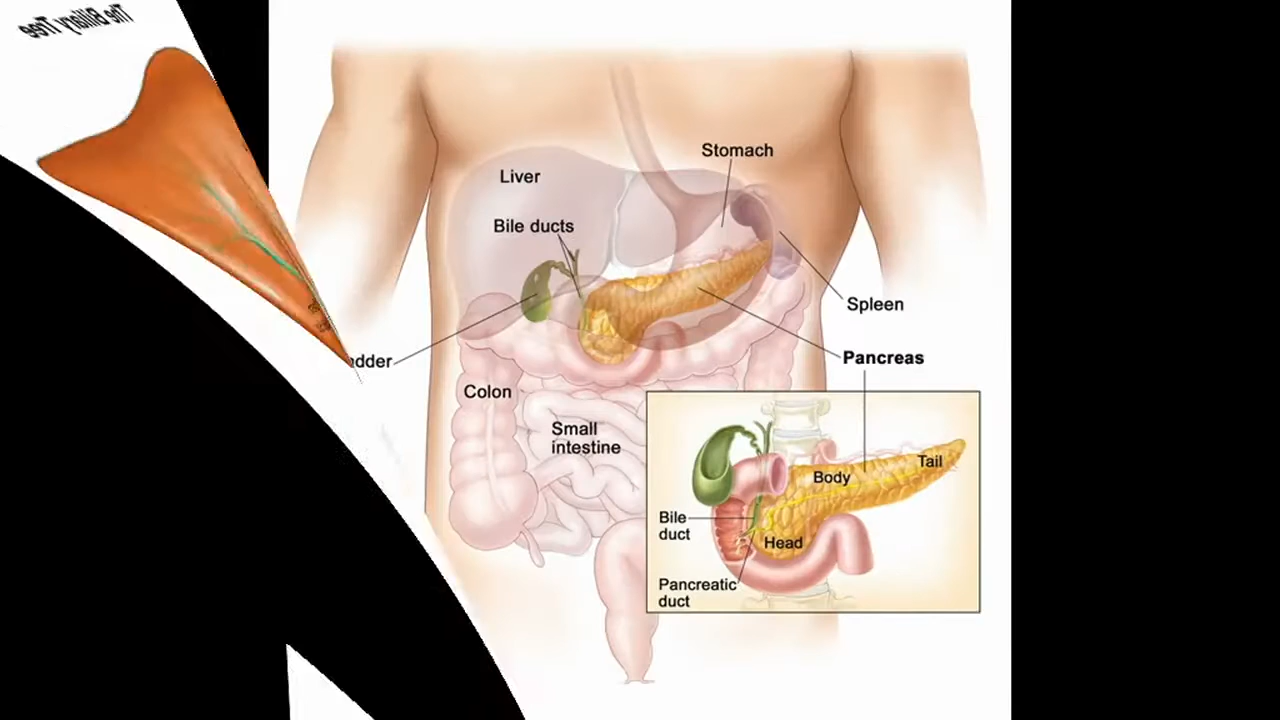 The Biliary Tree
Stomach
Liver
Bile ducts
Spleen
Pancreas
Colon
Small
intestine
Tail
Body
Bile
duct
Head
Pancreatic
duct